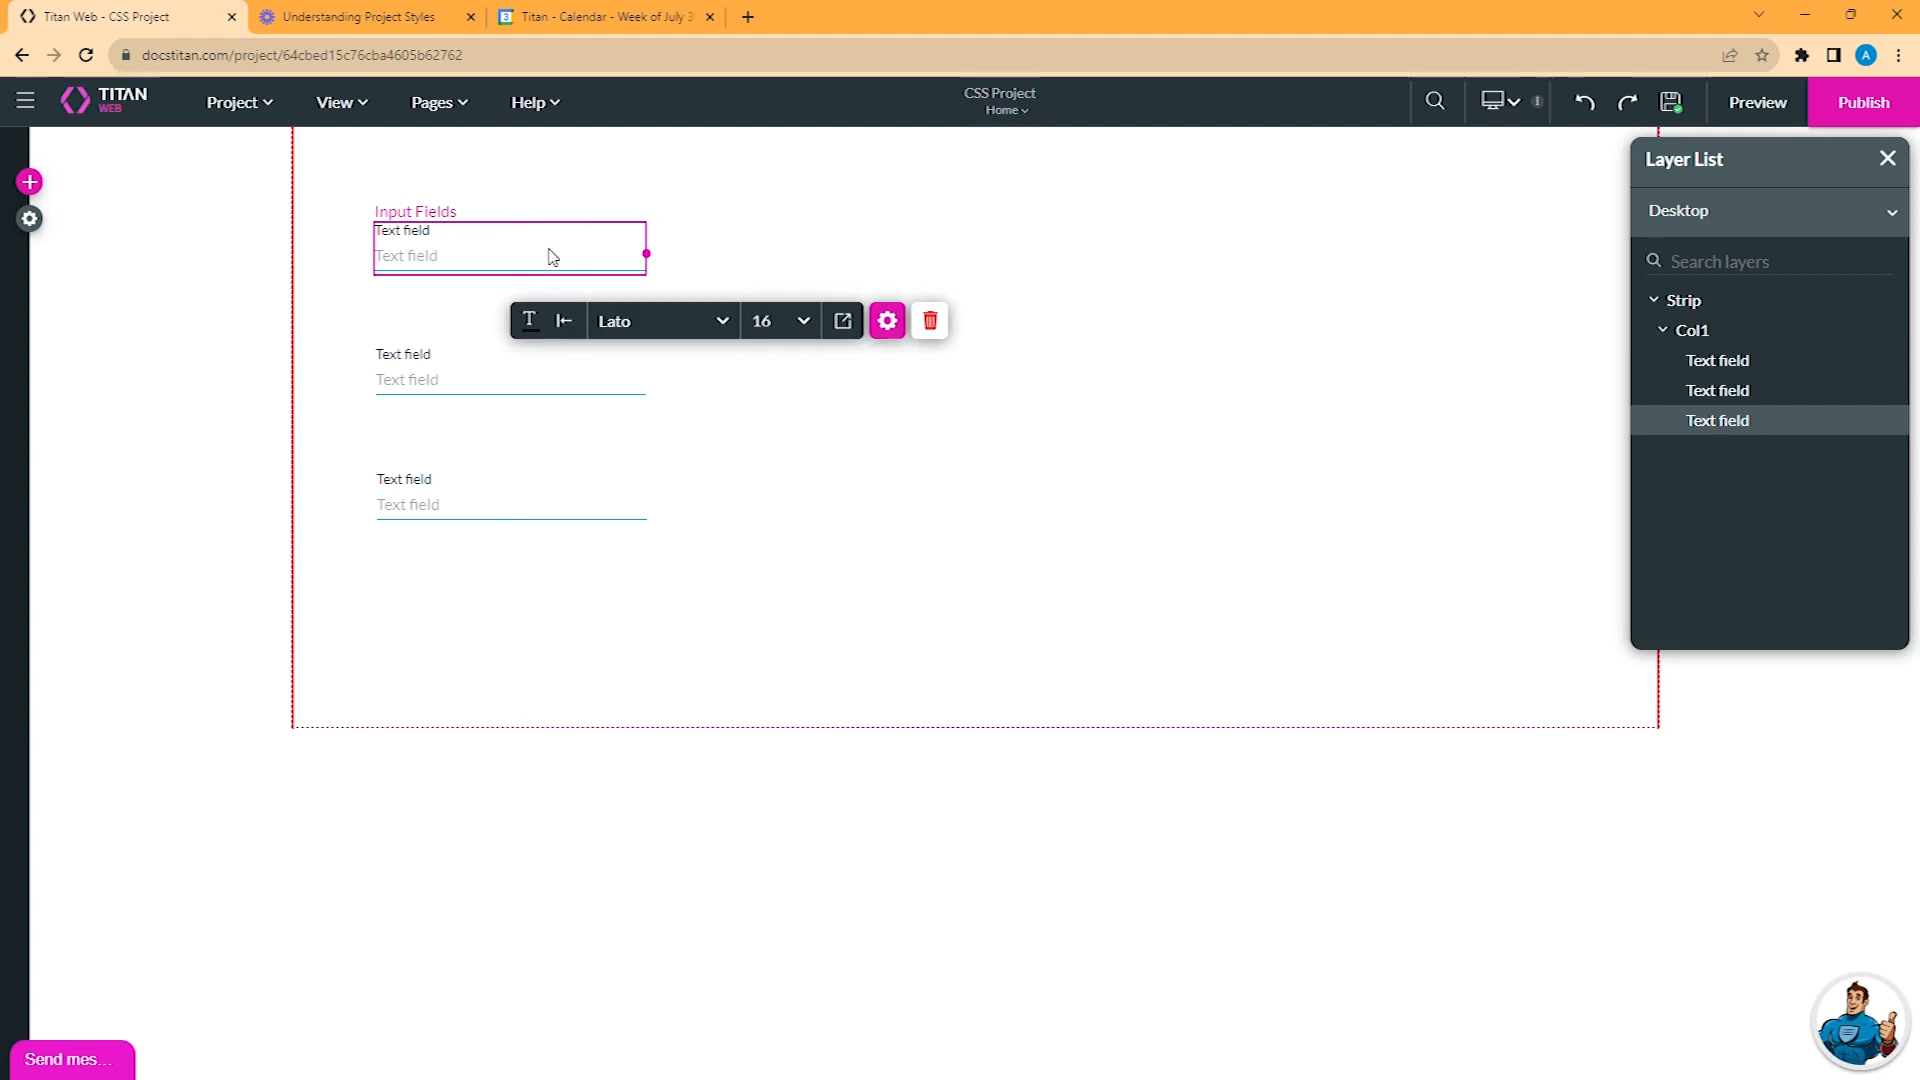 Titan Web - CSS Project
Understanding Project Styles
3 Titan - Calendar - Week of July 3
docstitan.com/project/64cbed15c76cba4605b62762
A
TITAN
WEB
Project
View
Pages
Help
CSS Project
Home
Preview
Publish
Layer List
Desktop
Search layers
Strip
Col1
Text field
Text field
Text field
Input Fields
Text field
Text field
T
Lato
16
Text field
Text field
Text field
Text field
Send mes...